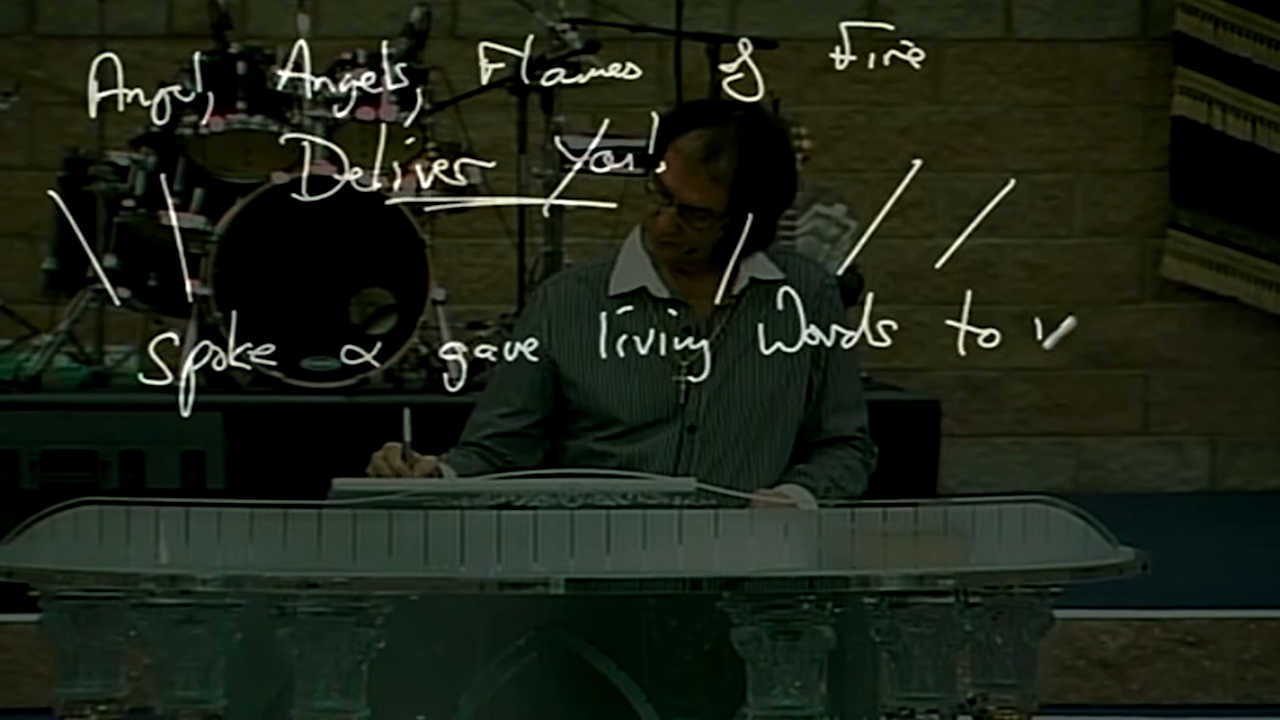 Angel, Angels, Flames of Fire
Deliver You!
Spoke & gave living Words to